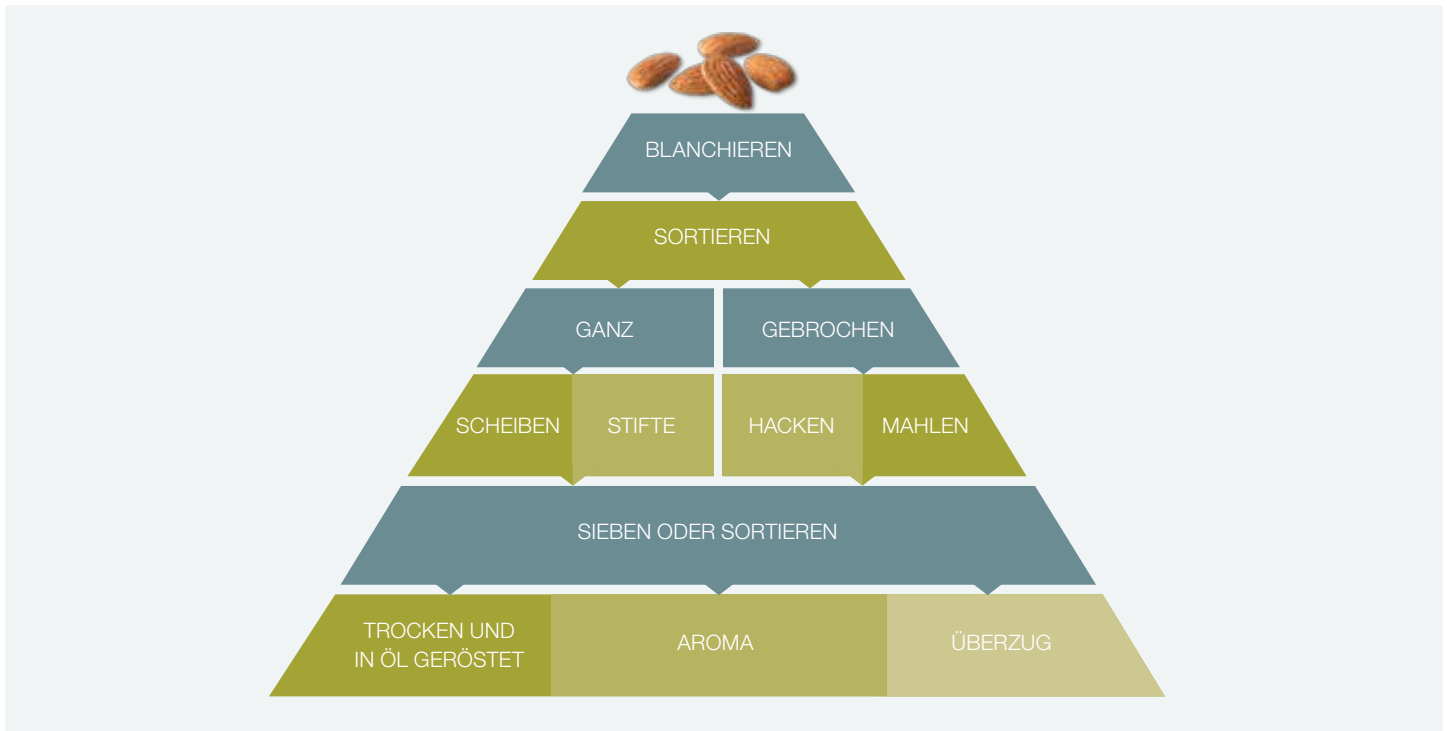 BLANCHIEREN
SORTIEREN
GANZ
GEBROCHEN
SCHEIBEN
STIFTE
HACKEN
MAHLEN
SIEBEN ODER SORTIEREN
TROCKEN UND
IN ÖL GERÖSTET
AROMA
ÜBERZUG